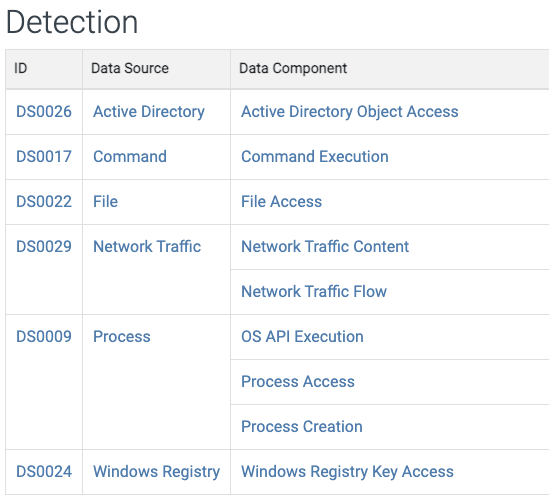 Detection
ID Data Source Data Component
DS0026 Active Directory Active Directory Object Access
DS0017 Command Command Execution
DS0022 File File Access
DS0029 Network Traffic Network Traffic Content
Network Traffic Flow
DS0009 Process OS API Execution
Process Access
Process Creation
DS0024 Windows Registry Windows Registry Key Access